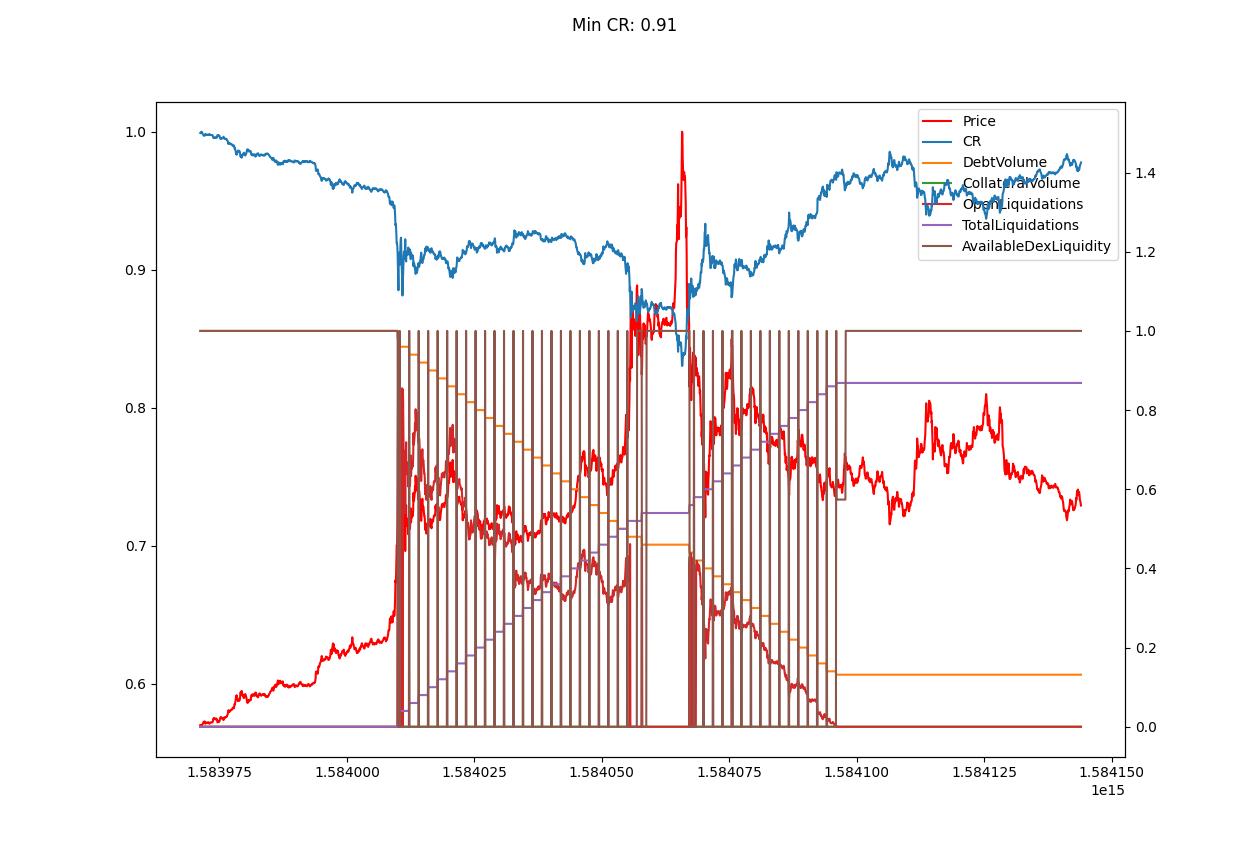 Min CR: 0.91
1.0
0.9
0.8
0.7
0.6
Price
CR
DebtVolume
CollateralVolume
OpenLiquidations
TotalLiquidations
AvailableDexLiquidity
1.4
1.2
1.0
0.8
0.6
0.4
0.2
0.0
1.583975 1.584000 1.584025 1.584050 1.584075 1.584100 1.584125 1.584150
1e15